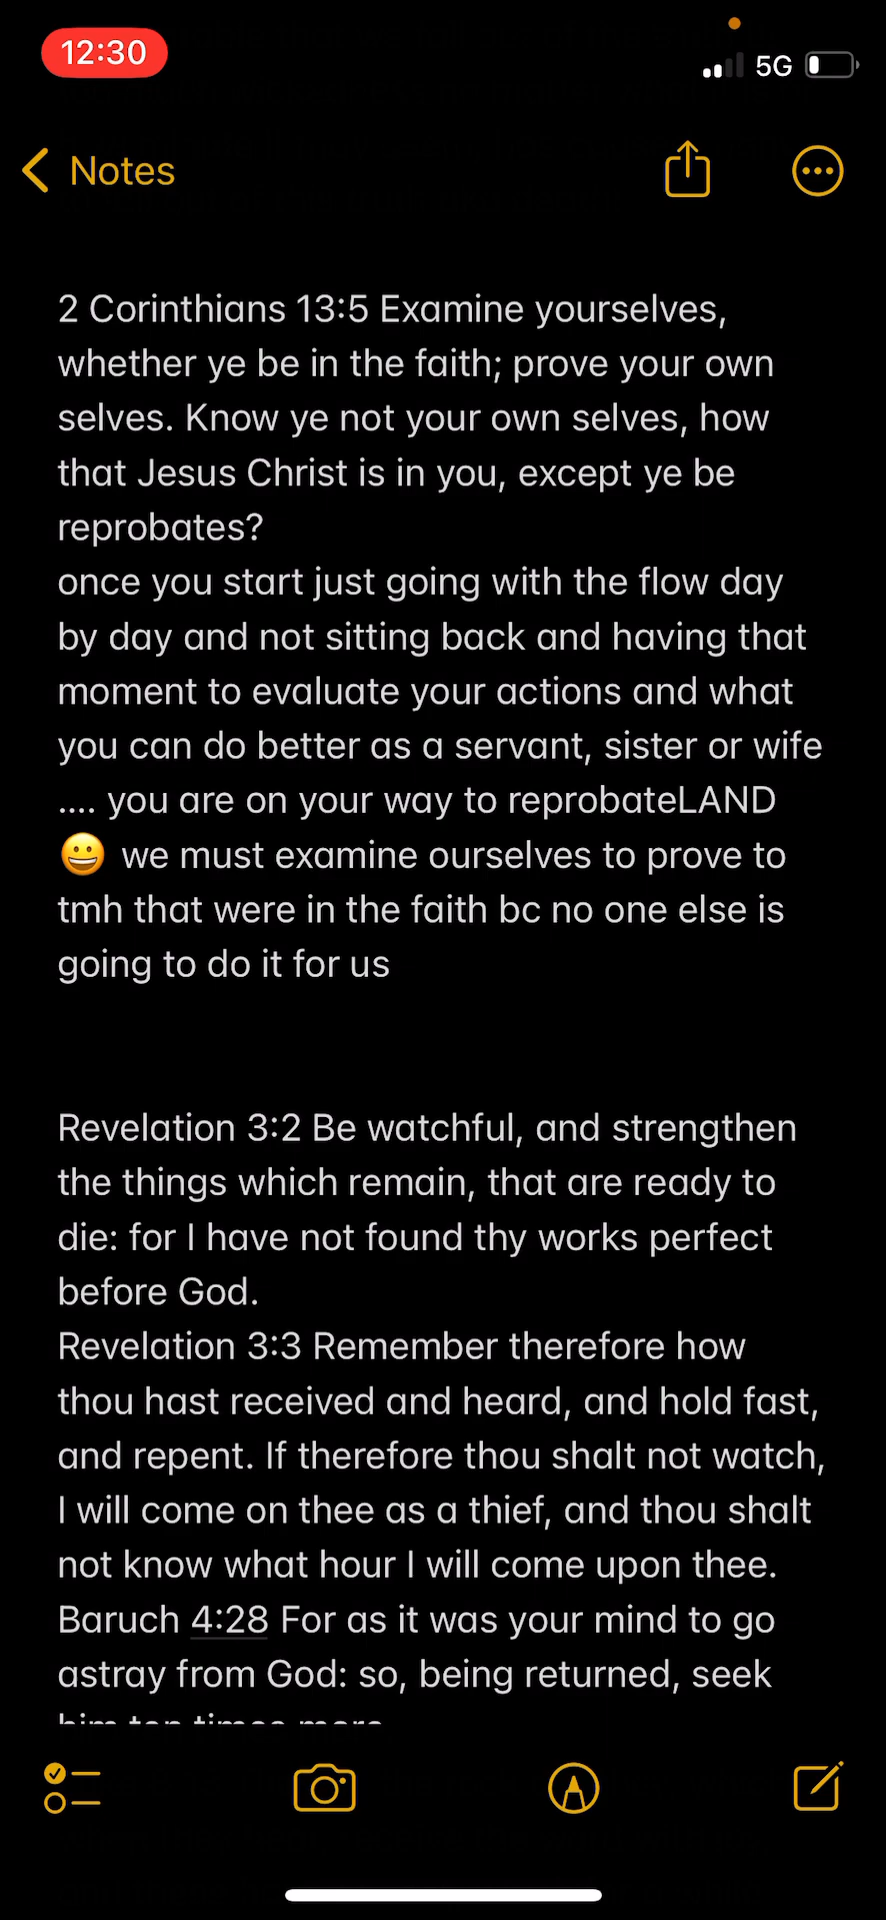 12:30
5G
Notes
2 Corinthians 13:5 Examine yourselves,
whether ye be in the faith; prove your own
selves. Know ye not your own selves, how
that Jesus Christ is in you, except ye be
reprobates?
once you start just going with the flow day
by day and not sitting back and having that
moment to evaluate your actions and what
you can do better as a servant, sister or wife
.... you are on your way to reprobateLAND
😀 we must examine ourselves to prove to
tmh that were in the faith bc no one else is
going to do it for us
Revelation 3:2 Be watchful, and strengthen
the things which remain, that are ready to
die: for I have not found thy works perfect
before God.
Revelation 3:3 Remember therefore how
thou hast received and heard, and hold fast,
and repent. If therefore thou shalt not watch,
I will come on thee as a thief, and thou shalt
not know what hour I will come upon thee.
Baruch 4:28 For as it was your mind to go
astray from God: so, being returned, seek
him ten times more